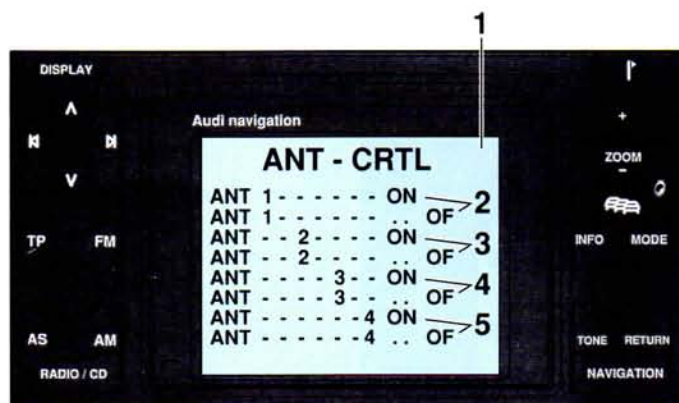 1
DISPLAY
Audi navigation
+
ZOOM
-
ANT - CRTL
ANT 1 - - - - - - ON
ANT 1 - - - - - - . . OF
2
ANT - - 2 - - - - ON
ANT - - 2 - - - - . . OF
3
ANT - - - - 3 - - ON
ANT - - - - 3 - - . . OF
4
ANT - - - - - - 4 ON
ANT - - - - - - 4 . . OF
5
TP FM
INFO MODE
AS AM
TONE RETURN
RADIO / CD
NAVIGATION